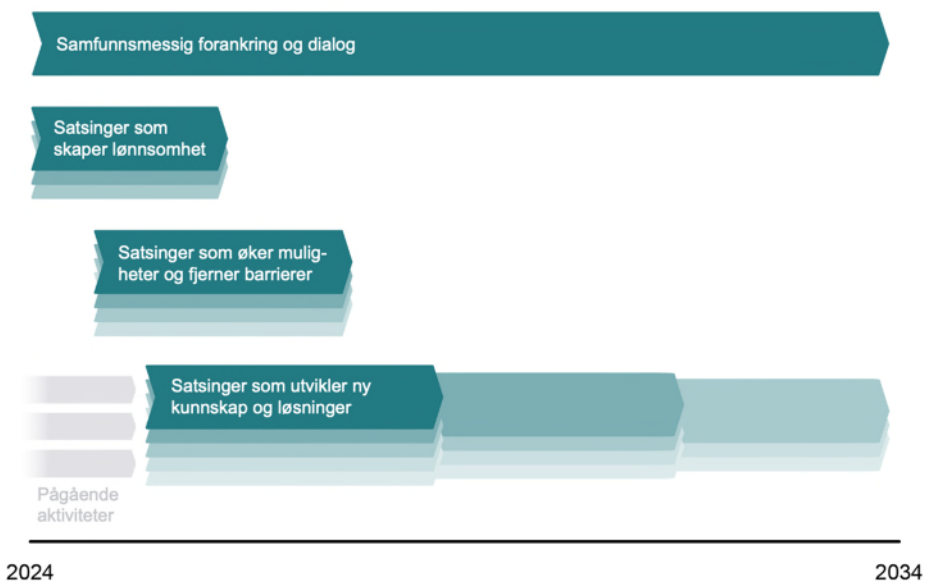 Samfunnsmessig forankring og dialog
Satsinger som
skaper lønnsomhet
Satsinger som øker mulig-
heter og fjerner barrierer
Satsinger som utvikler ny
kunnskap og løsninger
Pågående
aktiviteter
2024
2034